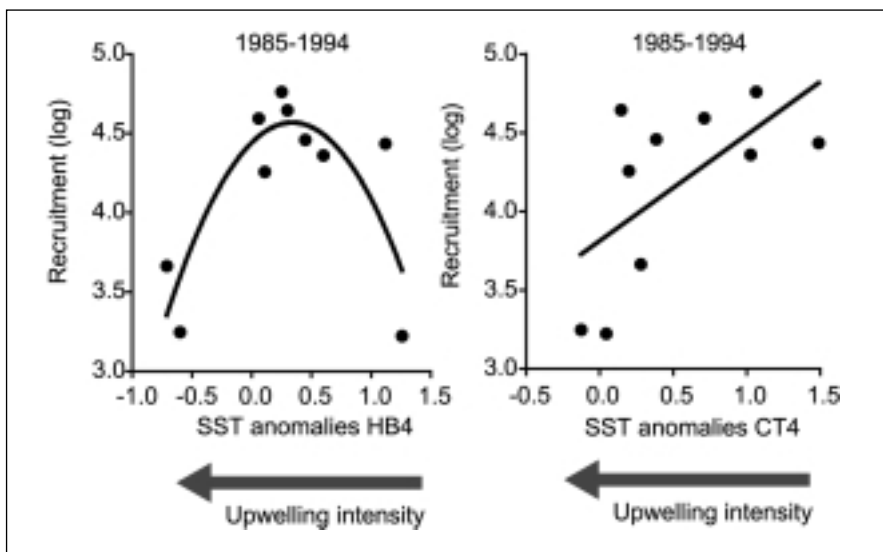 1985-1994
5.0
4.5
4.0
3.5
3.0
Recruitment (log)
-1.0 -0.5 0.0 0.5 1.0 1.5
SST anomalies HB4
Upwelling intensity
1985-1994
5.0
4.5
4.0
3.5
3.0
Recruitment (log)
-0.5 0.0 0.5 1.0 1.5
SST anomalies CT4
Upwelling intensity